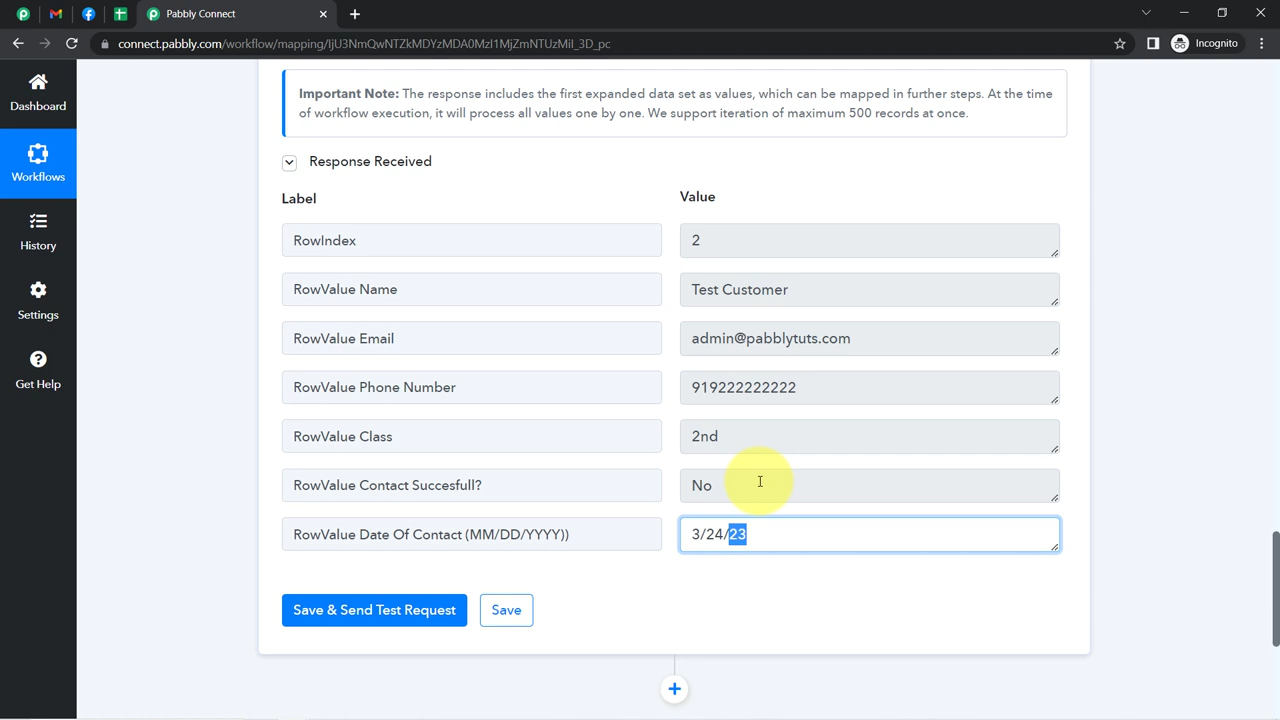 Pabbly Connect
connect.pabbly.com/workflow/mapping/IjU3NmQwNTZkMDYzMDA0MzI1MjZmNTUzMiI_3D_pc
Incognito
Dashboard
Workflows
History
Settings
Get Help
Important Note: The response includes the first expanded data set as values, which can be mapped in further steps. At the time
of workflow execution, it will process all values one by one. We support iteration of maximum 500 records at once.
Response Received
Label Value
RowIndex 2
RowValue Name Test Customer
RowValue Email admin@pabblytuts.com
RowValue Phone Number 919222222222
RowValue Class 2nd
RowValue Contact Succesfull? No
RowValue Date Of Contact (MM/DD/YYYY)) 3/24/23
Save & Send Test Request Save